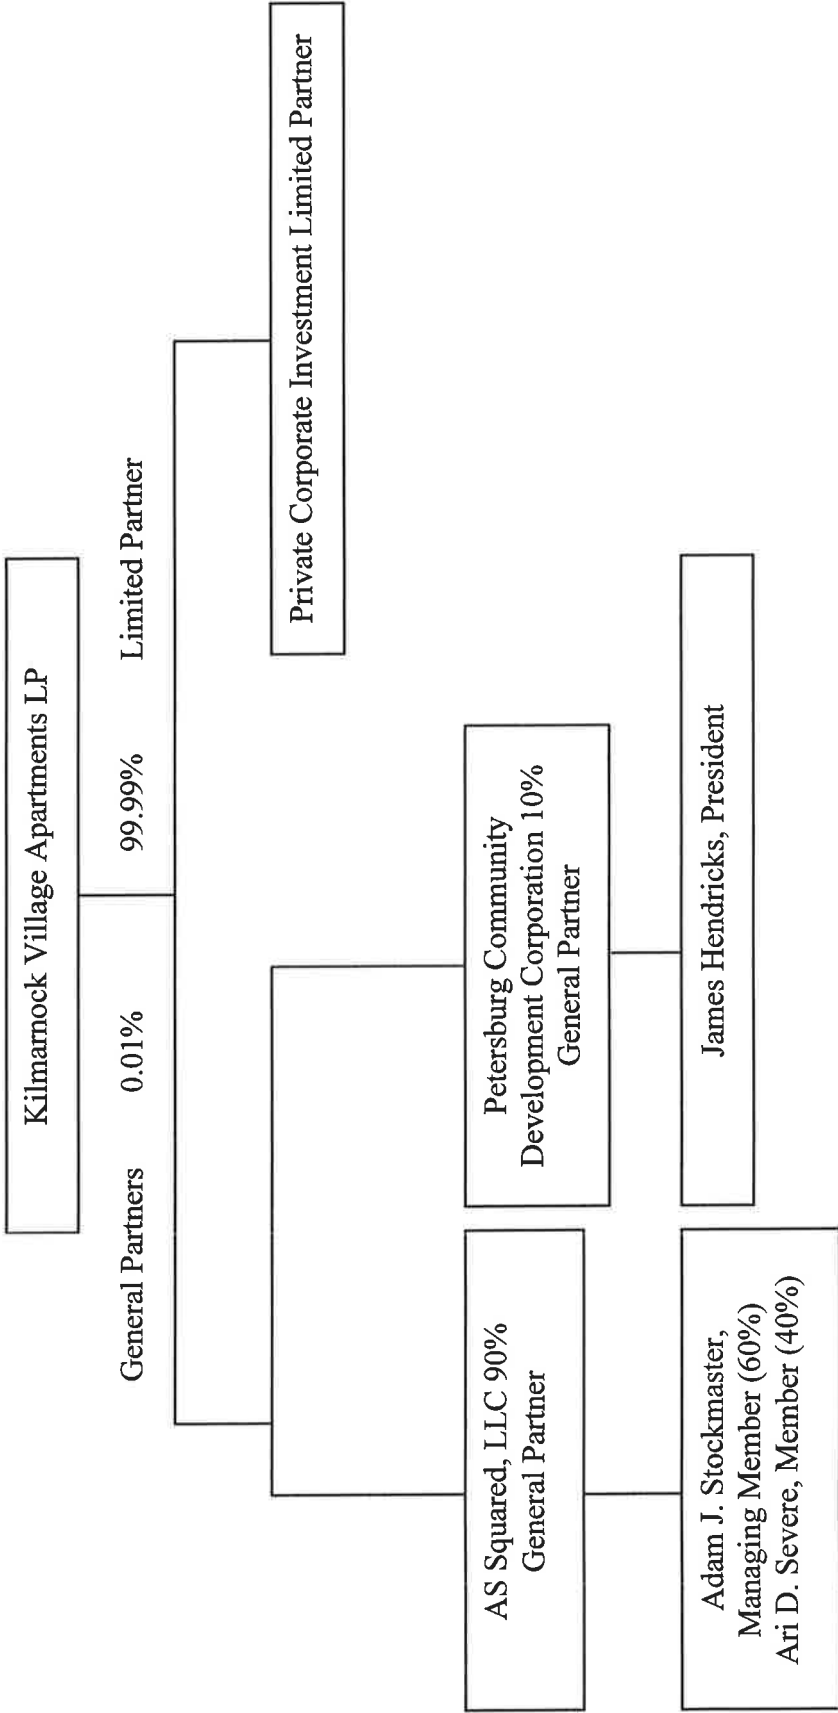 Kilmarnock Village Apartments LP
General Partners 0.01% 99.99% Limited Partner
Private Corporate Investment Limited Partner
AS Squared, LLC 90%
General Partner
Petersburg Community
Development Corporation 10%
General Partner
Adam J. Stockmaster,
Managing Member (60%)
Ari D. Severe, Member (40%)
James Hendricks, President